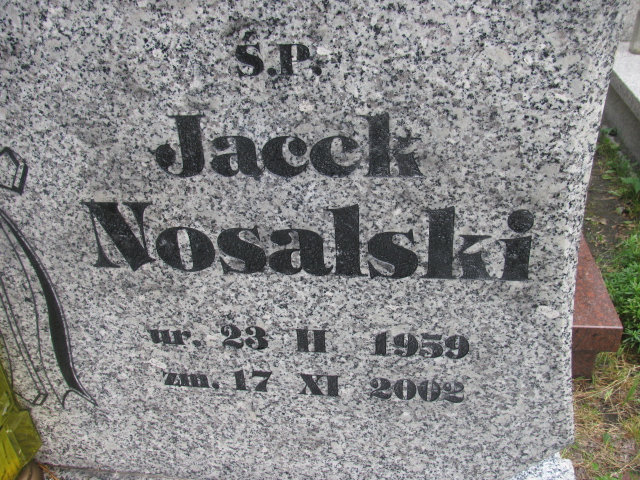 Ś.P.
Jacek
Nosalski
ur. 23 II 1959
zm. 17 XI 2002